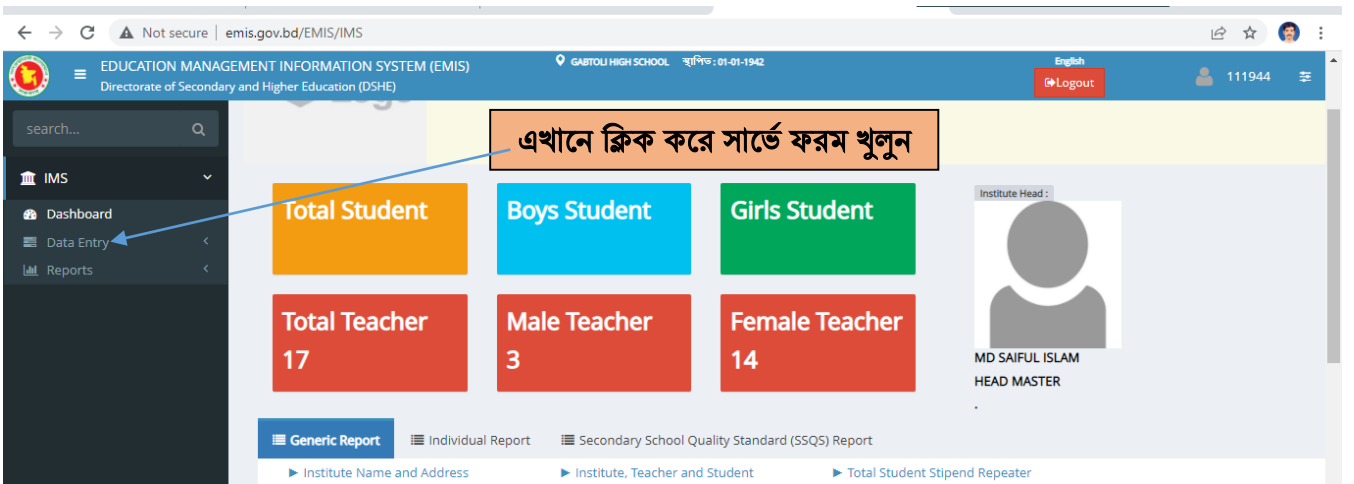 Not secure | emis.gov.bd/EMIS/IMS
EDUCATION MANAGEMENT INFORMATION SYSTEM (EMIS)
Directorate of Secondary and Higher Education (DSHE)
GABTOLI HIGH SCHOOL স্থাপিত : 01-01-1942
English
Logout
111944
search...
এখানে ক্লিক করে সার্ভে ফরম খুলুন
IMS
Dashboard
Data Entry
Reports
Total Student
Boys Student
Girls Student
Institute Head :
Total Teacher
17
Male Teacher
3
Female Teacher
14
MD SAIFUL ISLAM
HEAD MASTER
.
Generic Report
Individual Report
Secondary School Quality Standard (SSQS) Report
Institute Name and Address
Institute, Teacher and Student
Total Student Stipend Repeater